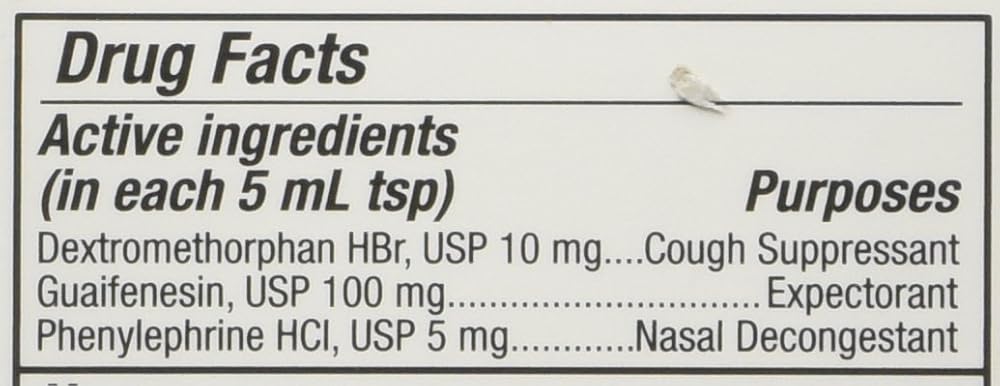 Drug Facts
Active ingredients
(in each 5 mL tsp) Purposes
Dextromethorphan HBr, USP 10 mg....Cough Suppressant
Guaifenesin, USP 100 mg.............................. Expectorant
Phenylephrine HCl, USP 5 mg............Nasal Decongestant